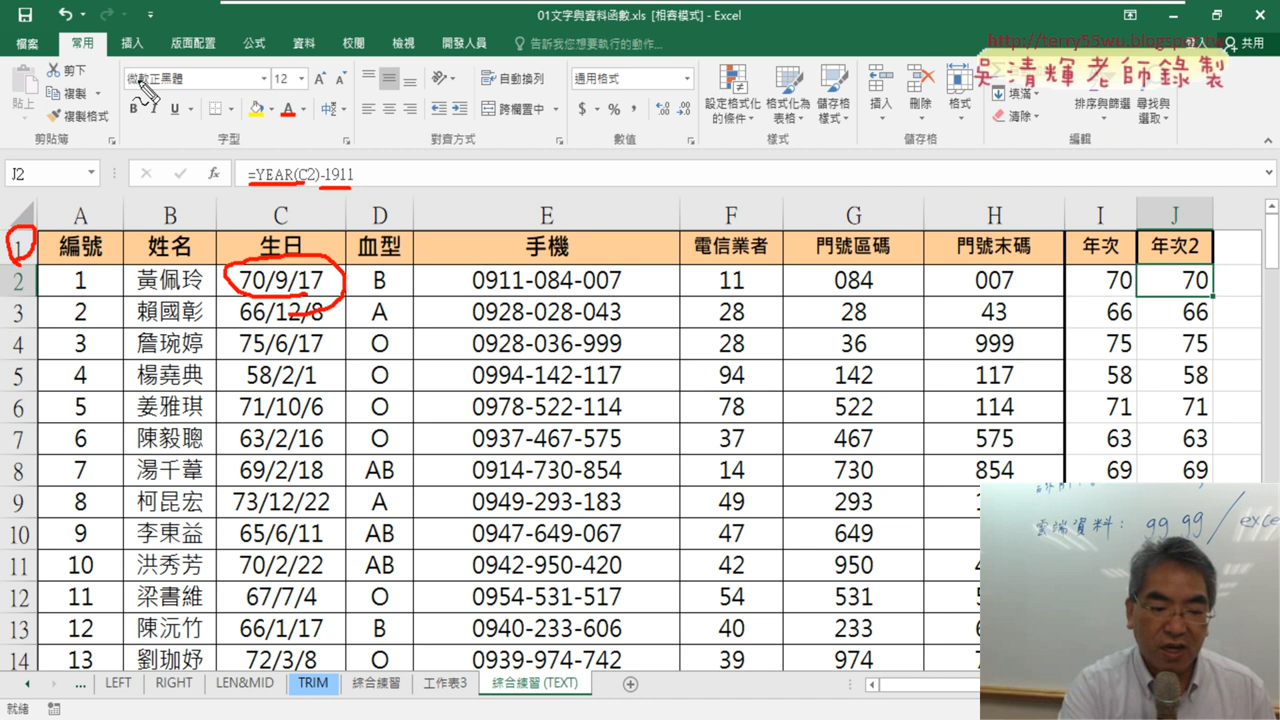 01文字與資料函數.xls [相容模式] - Excel
檔案 常用 插入 版面配置 公式 資料 校閱 檢視 開發人員 告訴我您想要執行的動作... 登入 共用
http://terry55wu.blogspot.tw
吳清輝老師錄製
貼上 剪下 複製 複製格式 剪貼簿
微軟正黑體 12 B I U 字型
自動換列 跨欄置中 對齊方式
通用格式 $ % , 數值
設定格式化的條件 格式化為表格 儲存格樣式 樣式
插入 刪除 格式 儲存格
填滿 清除 排序與篩選 尋找與選取 編輯
J2 fx =YEAR(C2)-1911
A B C D E F G H I J
1 編號 姓名 生日 血型 手機 電信業者 門號區碼 門號末碼 年次 年次2
2 1 黃佩玲 70/9/17 B 0911-084-007 11 084 007 70 70
3 2 賴國彰 66/12/8 A 0928-028-043 28 28 43 66 66
4 3 詹琬婷 75/6/17 O 0928-036-999 28 36 999 75 75
5 4 楊堯典 58/2/1 O 0994-142-117 94 142 117 58 58
6 5 姜雅琪 71/10/6 O 0978-522-114 78 522 114 71 71
7 6 陳毅聰 63/2/16 O 0937-467-575 37 467 575 63 63
8 7 湯千葦 69/2/18 AB 0914-730-854 14 730 854 69 69
9 8 柯昆宏 73/12/22 A 0949-293-183 49 293
10 9 李東益 65/6/11 AB 0947-649-067 47 649
11 10 洪秀芳 70/2/22 AB 0942-950-420 42 950
12 11 梁書維 67/7/4 O 0954-531-517 54 531
13 12 陳沅竹 66/1/17 B 0940-233-606 40 233
14 13 劉珈妤 72/3/8 O 0939-974-742 39 974
雲端資料： gg gg / exce
... LEFT RIGHT LEN&MID TRIM 綜合練習 工作表3 綜合練習 (TEXT)
就緒